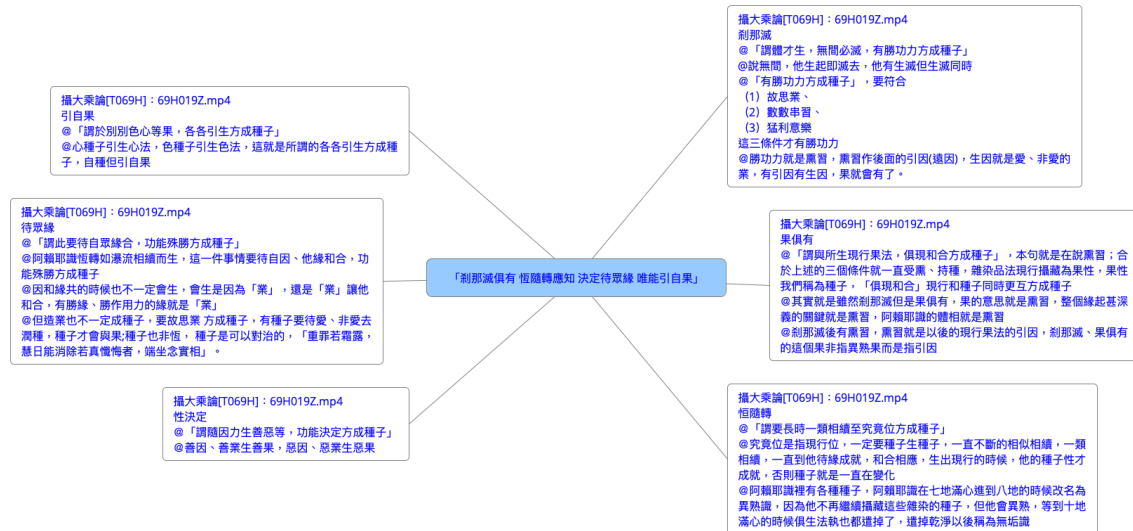 「剎那滅俱有 恆隨轉應知 決定待眾緣 唯能引自果」
攝大乘論[T069H]：69H019Z.mp4
剎那滅
@「謂體才生，無間必滅，有勝功力方成種子」
@說無間，他生起即滅去，他有生滅但生滅同時
@「有勝功力方成種子」，要符合
（1）故思業、
（2）數數串習、
（3）猛利意樂
這三條件才有勝功力
@勝功力就是熏習，熏習作後面的引因(遠因)，生因就是愛、非愛的
業，有引因有生因，果就會有了。
攝大乘論[T069H]：69H019Z.mp4
果俱有
@「謂與所生現行果法，俱現和合方成種子」，本句就是在說熏習；合
於上述的三個條件就一直受熏、持種，雜染品法現行攝藏為果性，果性
我們稱為種子，「俱現和合」現行和種子同時更互方成種子
@其實就是雖然剎那滅但是果俱有，果的意思就是熏習，整個緣起甚深
義的關鍵就是熏習，阿賴耶識的體相就是熏習
@剎那滅後有熏習，熏習就是以後的現行果法的引因，剎那滅、果俱有
的這個果非指異熟果而是指引因
攝大乘論[T069H]：69H019Z.mp4
恒隨轉
@「謂要長時一類相續至究竟位方成種子」
@究竟位是指現行位，一定要種子生種子，一直不斷的相似相續，一類
相續，一直到他待緣成就，和合相應，生出現行的時候，他的種子性才
成就，否則種子就是一直在變化
@阿賴耶識裡有各種種子，阿賴耶識在七地滿心進到八地的時候改名為
異熟識，因為他不再繼續攝藏這些雜染的種子，但他會異熟，等到十地
滿心的時候俱生法執也都遣掉了，遣掉乾淨以後稱為無垢識
攝大乘論[T069H]：69H019Z.mp4
性決定
@「謂隨因力生善惡等，功能決定方成種子」
@善因、善業生善果，惡因、惡業生惡果
攝大乘論[T069H]：69H019Z.mp4
待眾緣
@「謂此要待自眾緣合，功能殊勝方成種子」
@阿賴耶識恆轉如瀑流相續而生，這一件事情要待自因、他緣和合，功
能殊勝方成種子
@因和緣共的時候也不一定會生，會生是因為「業」，還是「業」讓他
和合，有勝緣、勝作用力的緣就是「業」
@但造業也不一定成種子，要故思業 方成種子，有種子要待愛、非愛去
潤種，種子才會與果;種子也非恆， 種子是可以對治的，「重罪若霜露，
慧日能消除若真懺悔者，端坐念實相」。
攝大乘論[T069H]：69H019Z.mp4
引自果
@「謂於別別色心等果，各各引生方成種子」
@心種子引生心法，色種子引生色法，這就是所謂的各各引生方成種
子，自種但引自果